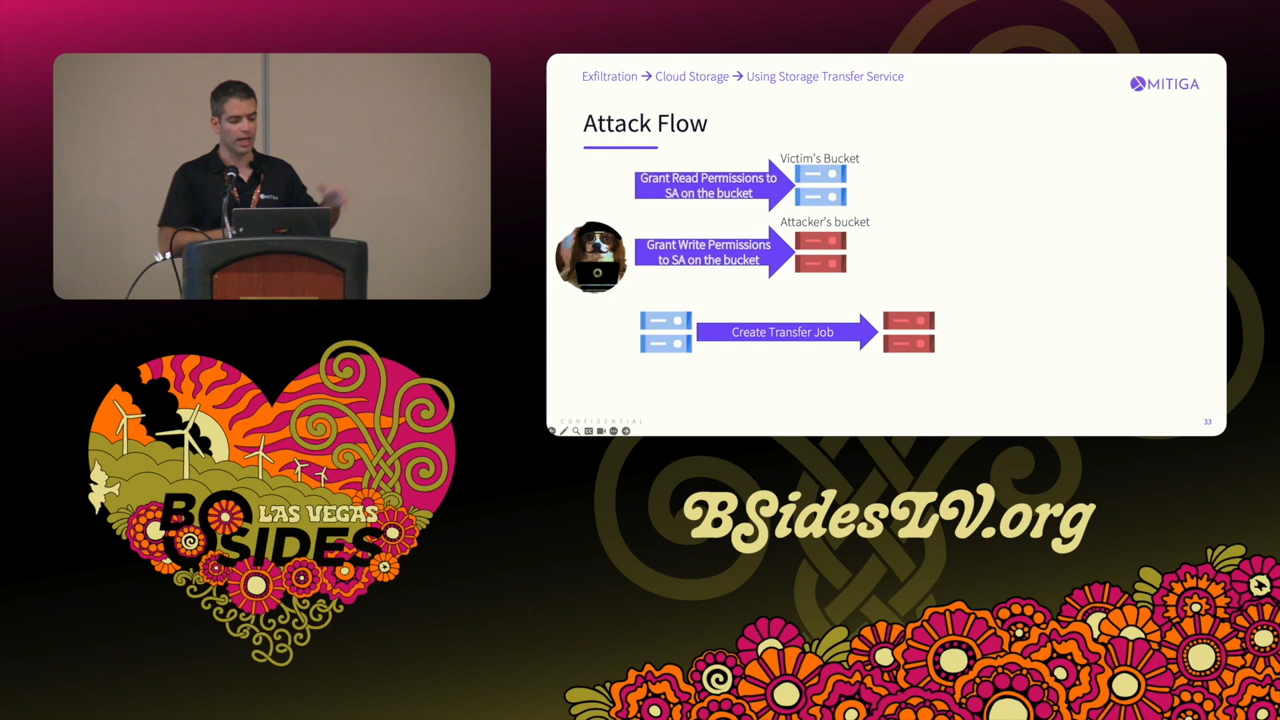 Exfiltration → Cloud Storage → Using Storage Transfer Service
MITIGA
Attack Flow
Victim's Bucket
Grant Read Permissions to
SA on the bucket
Attacker's bucket
Grant Write Permissions
to SA on the bucket
Create Transfer Job
CONFIDENTIAL
33
MITIGA
BSIDES
LAS VEGAS
BSidesLV.org